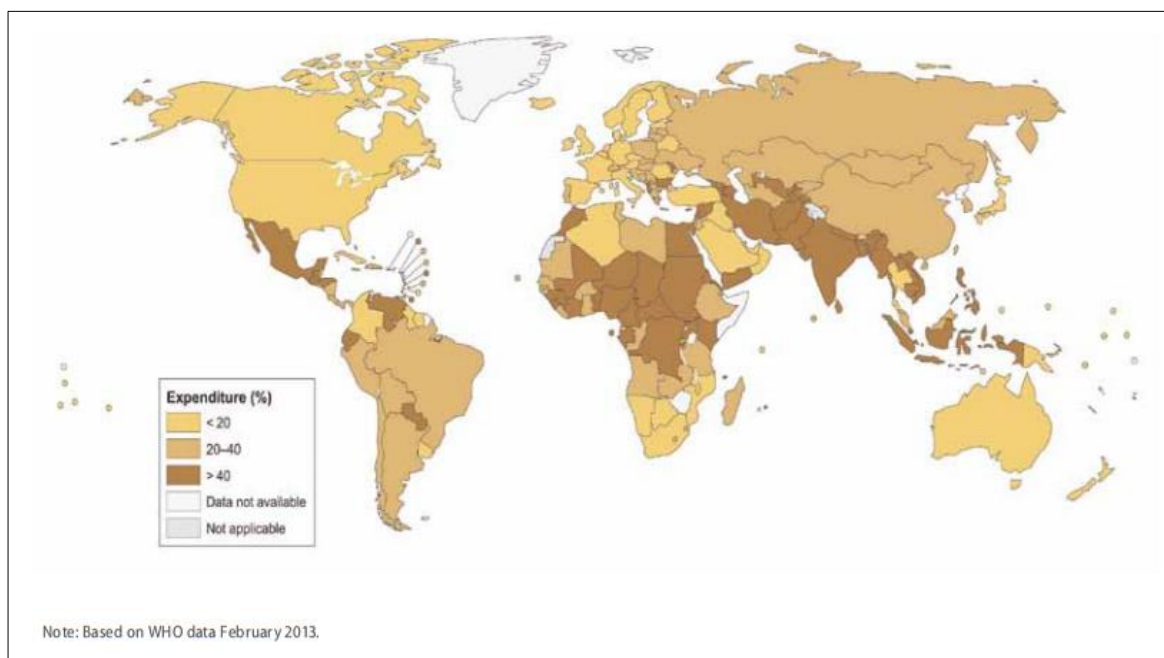 Expenditure (%)
< 20
20–40
> 40
Data not available
Not applicable
Note: Based on WHO data February 2013.